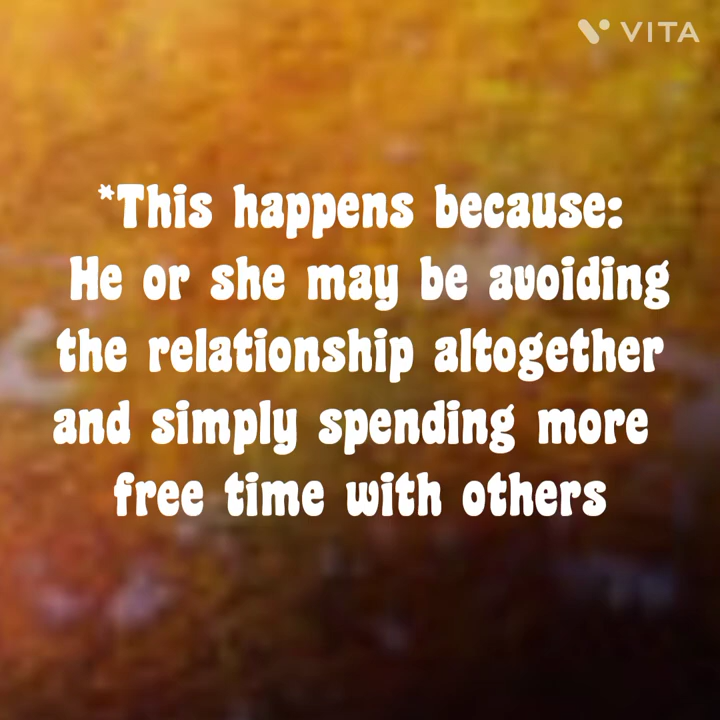 VITA
*This happens because:
He or she may be avoiding
the relationship altogether
and simply spending more
free time with others